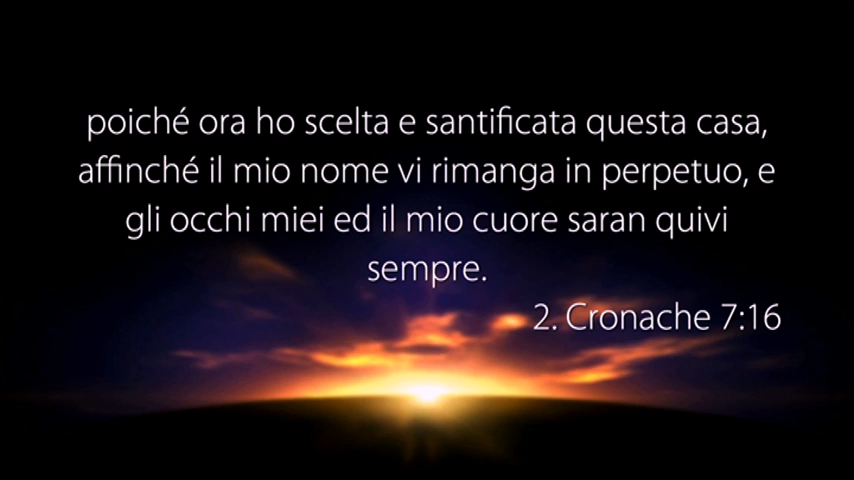 poiché ora ho scelta e santificata questa casa,
affinché il mio nome vi rimanga in perpetuo, e
gli occhi miei ed il mio cuore saran quivi
sempre.
2. Cronache 7:16